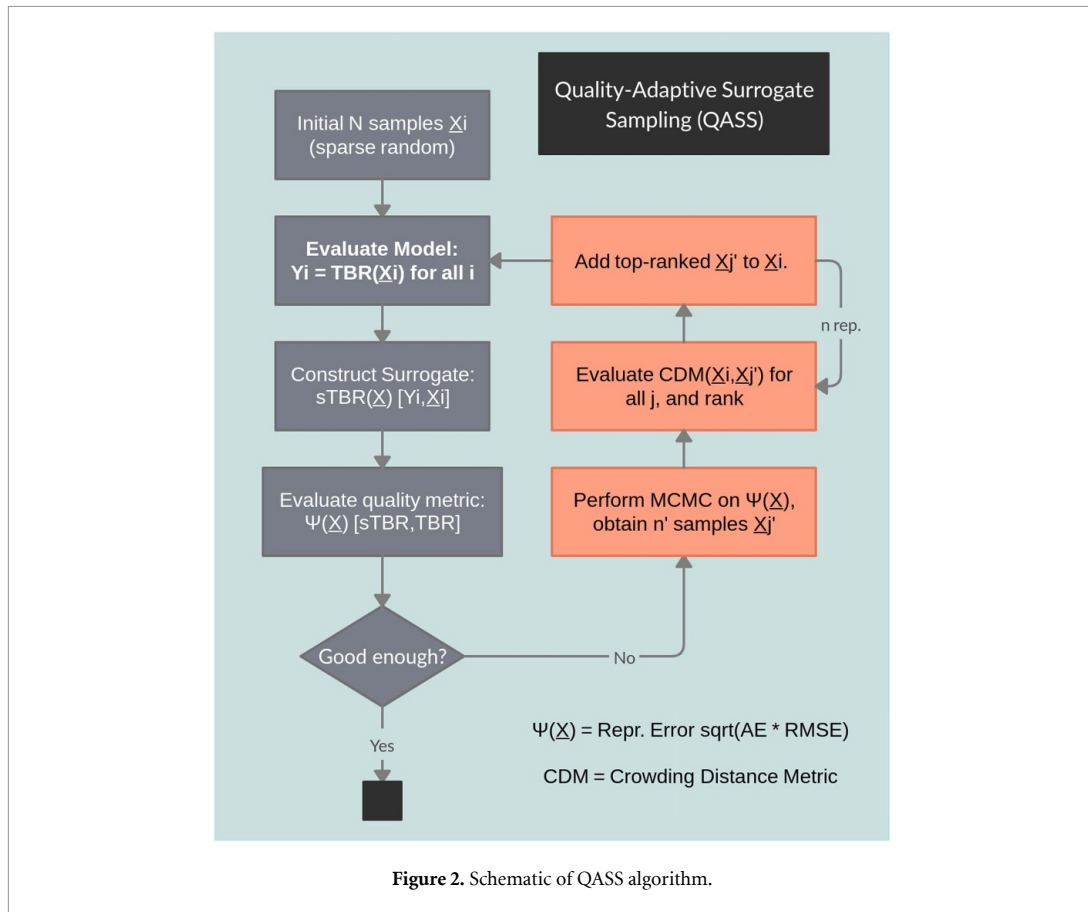 Quality-Adaptive Surrogate
Sampling (QASS)
Initial N samples Xi
(sparse random)
Evaluate Model:
Yi = TBR(Xi) for all i
Add top-ranked Xj' to Xi.
n rep.
Construct Surrogate:
sTBR(X) [Yi,Xi]
Evaluate CDM(Xi,Xj') for
all j, and rank
Evaluate quality metric:
Ψ(X) [sTBR,TBR]
Perform MCMC on Ψ(X),
obtain n' samples Xj'
Good enough?
No
Yes
Ψ(X) = Repr. Error sqrt(AE * RMSE)
CDM = Crowding Distance Metric
Figure 2. Schematic of QASS algorithm.